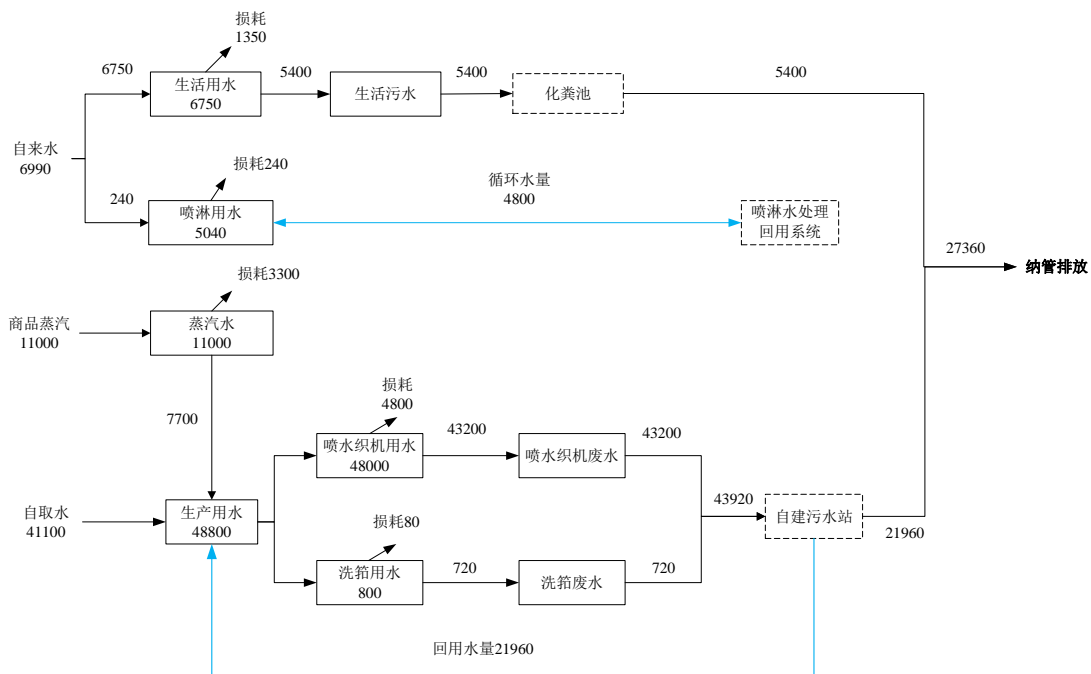 损耗
1350
6750
生活用水
6750
5400
生活污水
5400
化粪池
5400
自来水
6990
损耗240
240
喷淋用水
5040
循环水量
4800
喷淋水处理
回用系统
27360
纳管排放
损耗3300
商品蒸汽
11000
蒸汽水
11000
7700
损耗
4800
喷水织机用水
48000
43200
喷水织机废水
43200
自取水
41100
生产用水
48800
43920
自建污水站
21960
损耗80
洗筘用水
800
720
洗筘废水
720
回用水量21960